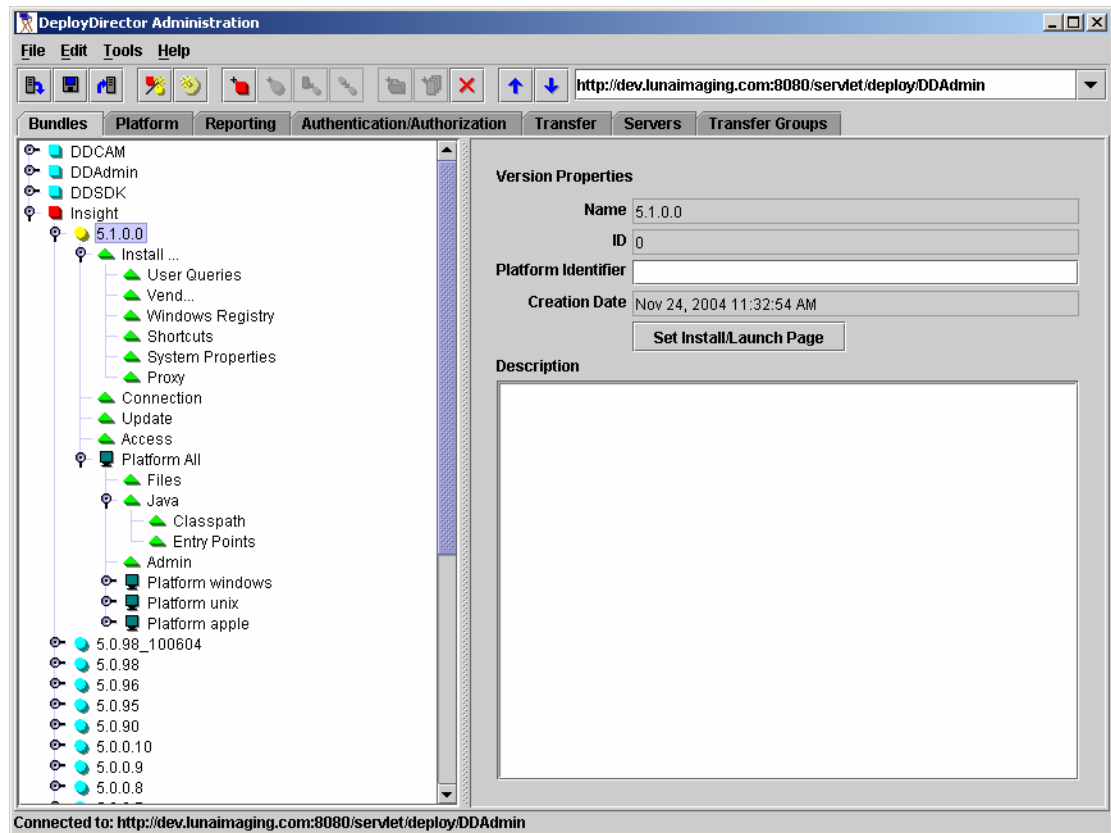 DeployDirector Administration
File Edit Tools Help
http://dev.lunaimaging.com:8080/servlet/deploy/DDAdmin
Bundles Platform Reporting Authentication/Authorization Transfer Servers Transfer Groups
DDCAM
DDAdmin
DDSDK
Insight
5.1.0.0
Install ...
User Queries
Vend...
Windows Registry
Shortcuts
System Properties
Proxy
Connection
Update
Access
Platform All
Files
Java
Classpath
Entry Points
Admin
Platform windows
Platform unix
Platform apple
5.0.98_100604
5.0.98
5.0.96
5.0.95
5.0.90
5.0.0.10
5.0.0.9
5.0.0.8
Version Properties
Name 5.1.0.0
ID 0
Platform Identifier
Creation Date Nov 24, 2004 11:32:54 AM
Set Install/Launch Page
Description
Connected to: http://dev.lunaimaging.com:8080/servlet/deploy/DDAdmin